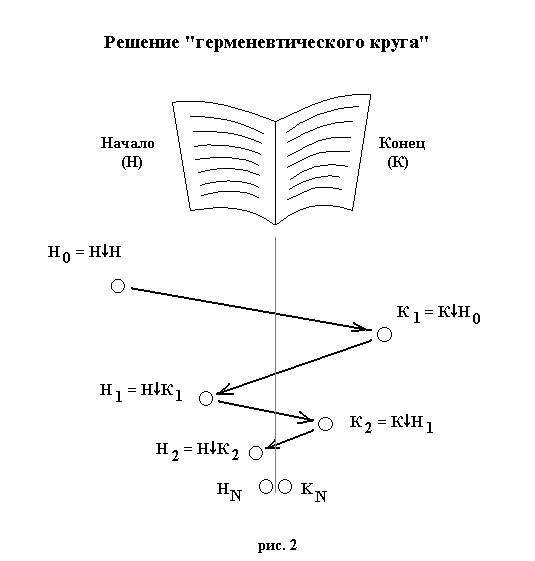 Решение "герменевтического круга"
Начало
(Н)
Конец
(К)
Н0 = Н↓Н
К1 = К↓Н0
Н1 = Н↓К1
К2 = К↓Н1
Н2 = Н↓К2
НN КN
рис. 2